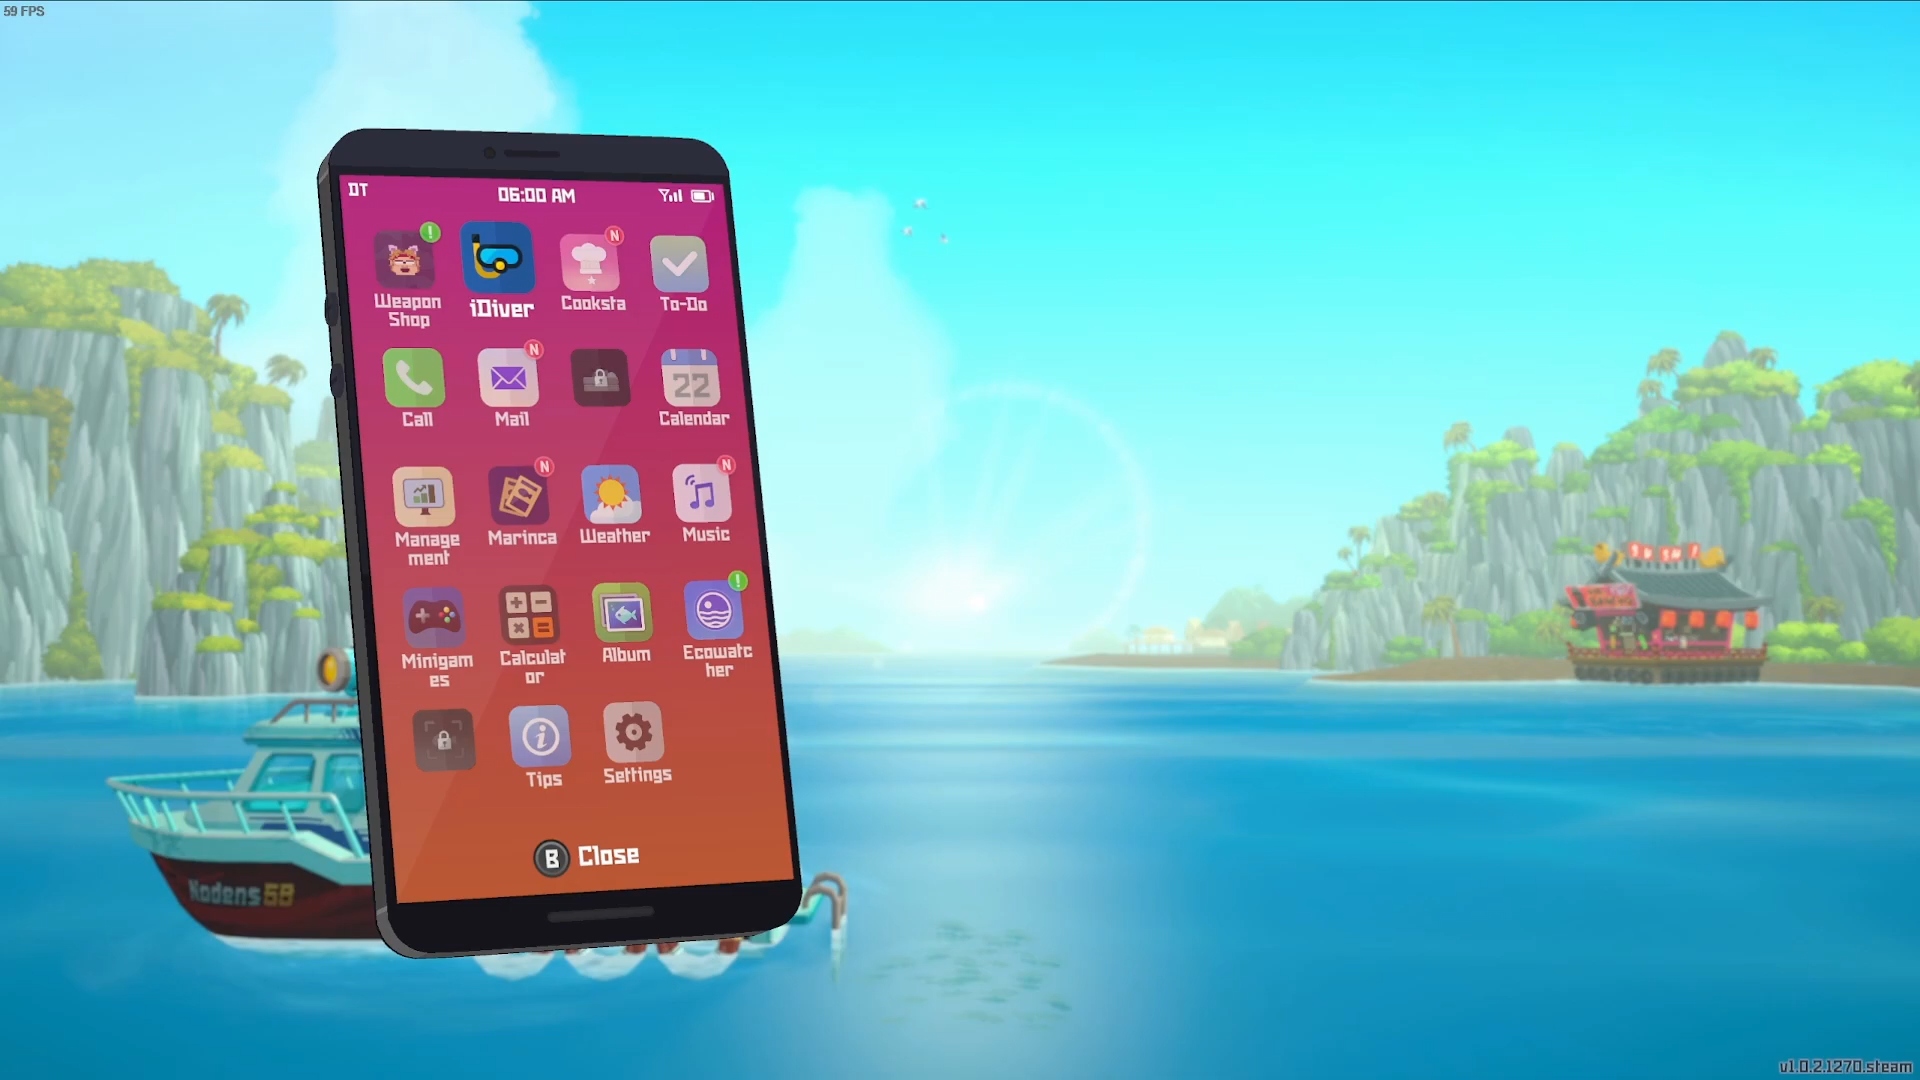 59 FPS
DT
06:00 AM
!
N
Weapon
Shop
iDiver
Cooksta
To-Do
N
22
Call
Mail
Calendar
N
N
Manage
ment
Marinca
Weather
Music
!
Minigam
es
Calculat
or
Album
Ecowatc
her
Tips
Settings
B Close
Nodens58
SUSHI
v1.0.2.1270.steam